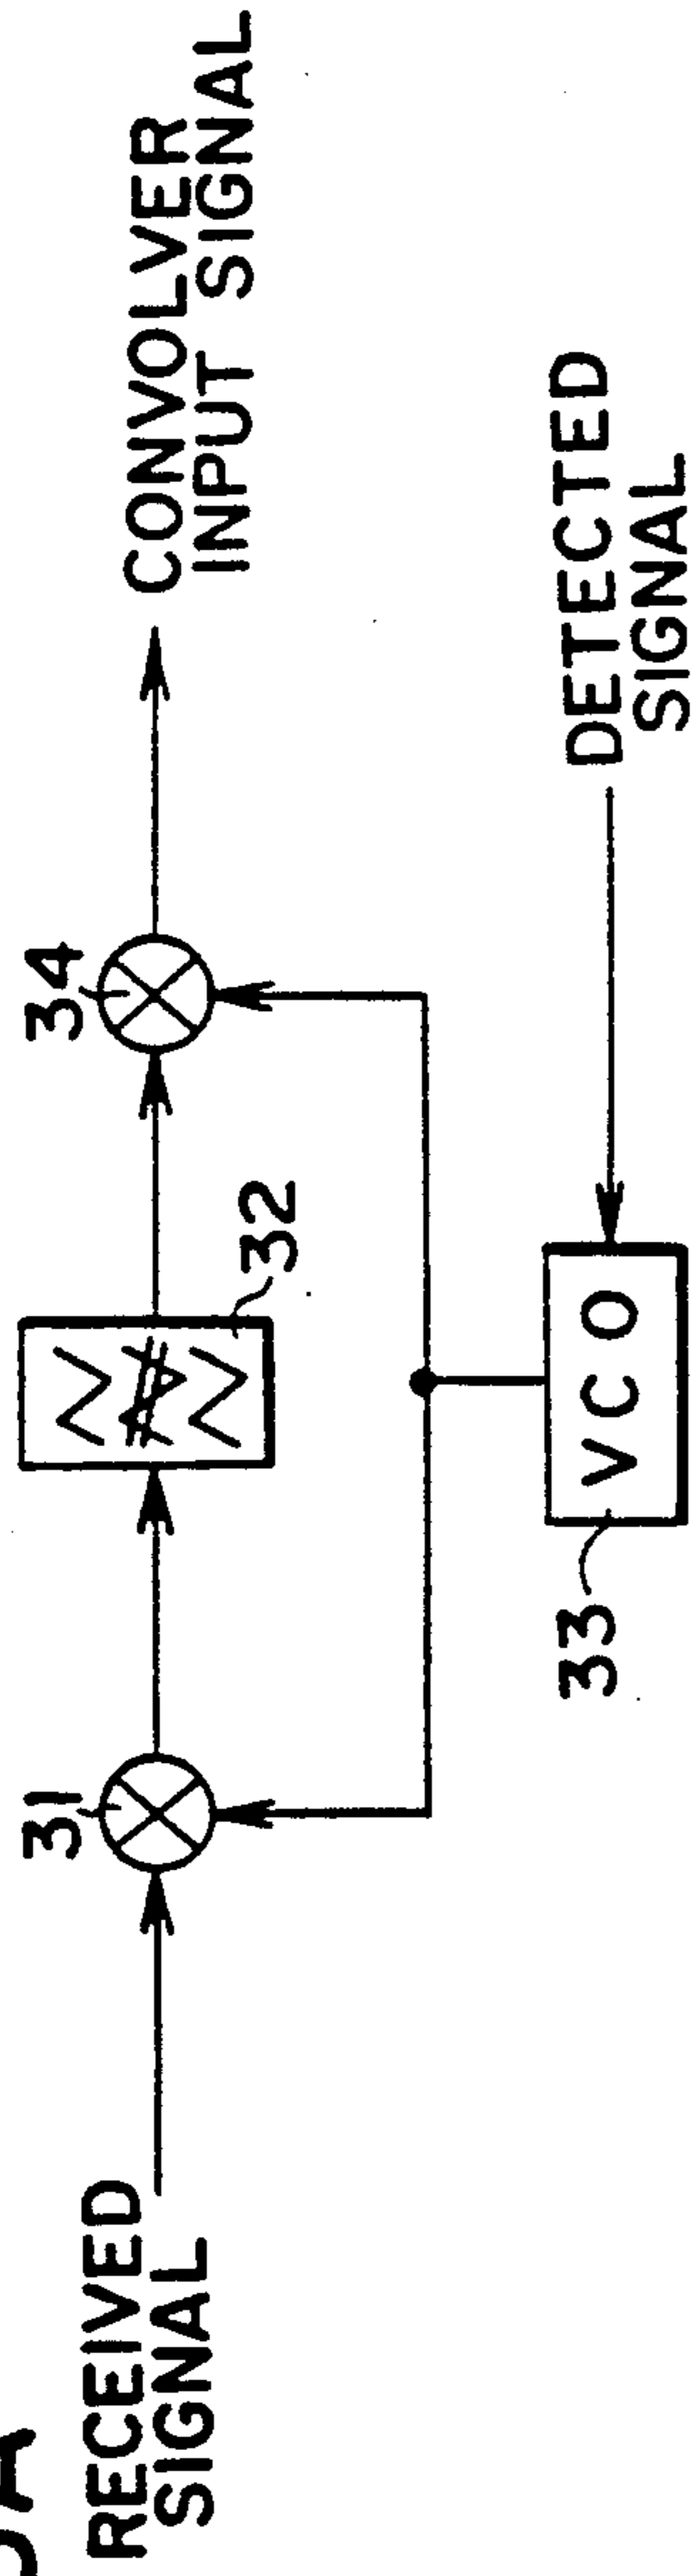 RECEIVED
SIGNAL
31
32
34
CONVOLVER
INPUT SIGNAL
33
VCO
DETECTED
SIGNAL